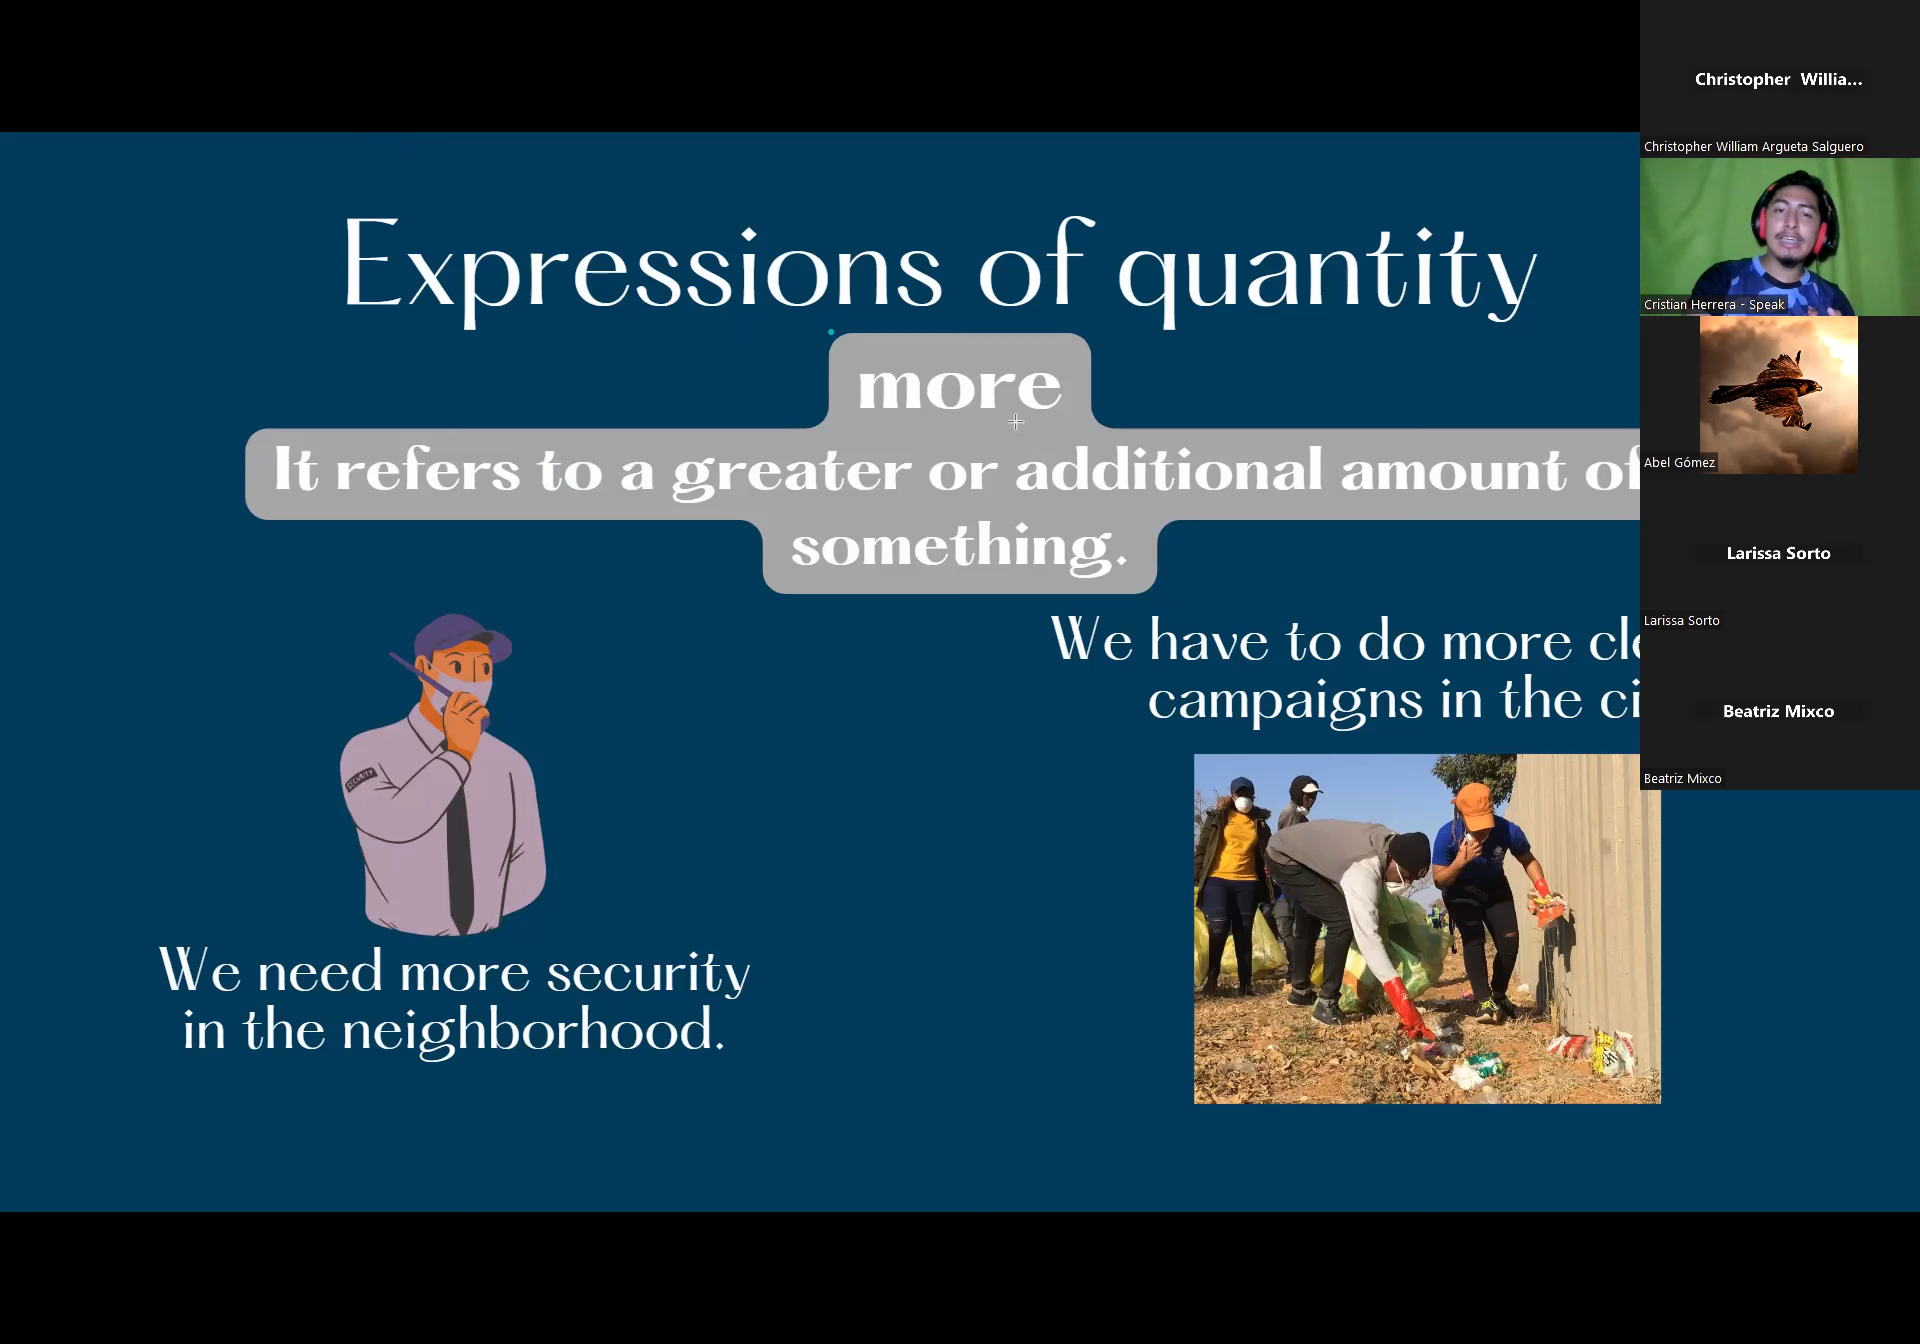 Expressions of quantity
more
It refers to a greater or additional amount of
something.
We have to do more
campaigns in the
SECURITY
We need more security
in the neighborhood.
Christopher Willia...
Christopher William Argueta Salguero
Cristian Herrera - Speak
Abel Gómez
Larissa Sorto
Larissa Sorto
Beatriz Mixco
Beatriz Mixco